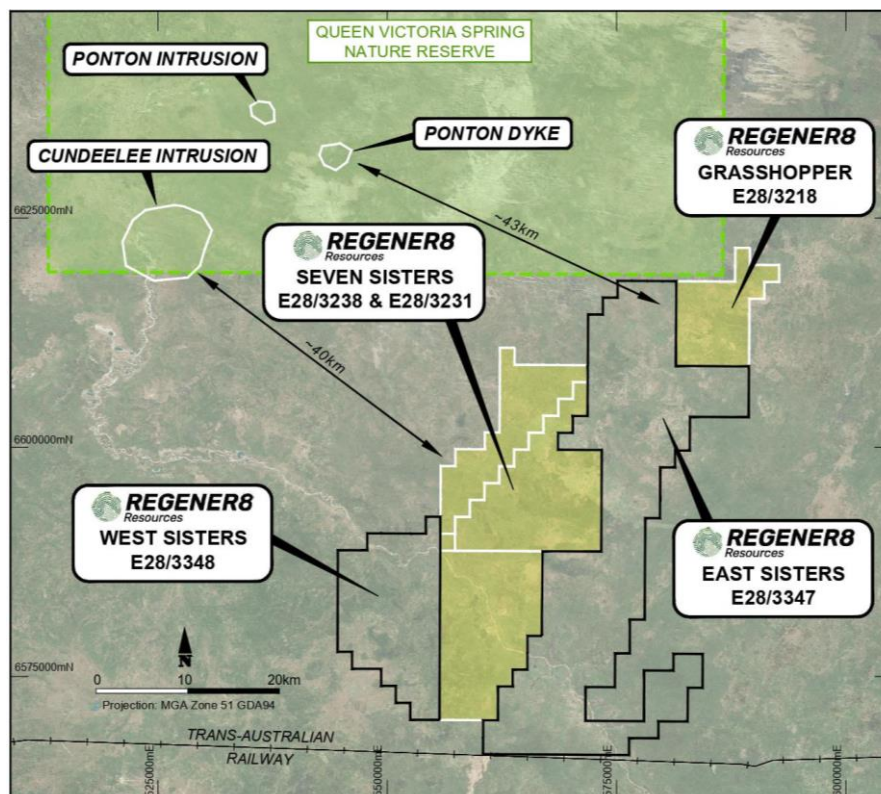 QUEEN VICTORIA SPRING
NATURE RESERVE
PONTON INTRUSION
PONTON DYKE
CUNDEELEE INTRUSION
REGENER8
Resources
GRASSHOPPER
E28/3218
6625000mN
~43km
REGENER8
Resources
SEVEN SISTERS
E28/3238 & E28/3231
~40km
6600000mN
REGENER8
Resources
WEST SISTERS
E28/3348
REGENER8
Resources
EAST SISTERS
E28/3347
N
6575000mN
0 10 20km
Projection: MGA Zone 51 GDA94
TRANS-AUSTRALIAN
RAILWAY
525000mE
550000mE
575000mE
600000mE